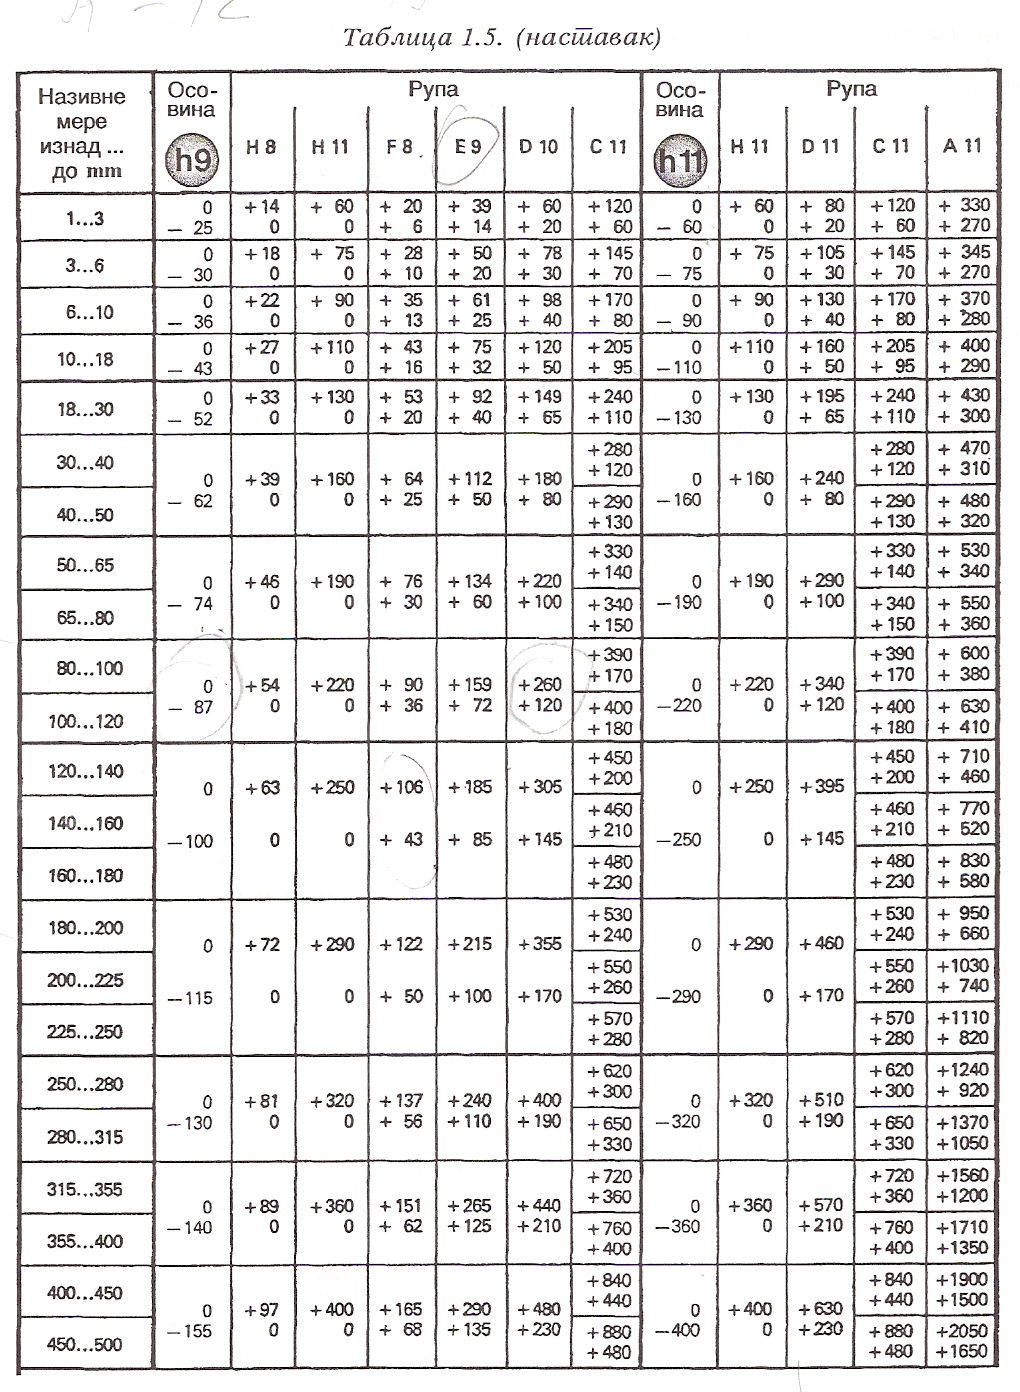 Таблица 1.5. (наставак)
Називне мере изнад ... до mm | Осо-вина h9 | Рупа | Осо-вина h11 | Рупа
H 8 H 11 F 8 E 9 D 10 C 11 H 11 D 11 C 11 A 11
1...3
0 +14 + 60 + 20 + 39 + 60 +120 0 + 60 + 80 +120 + 330
– 25 0 0 + 6 + 14 + 20 + 60 – 60 0 + 20 + 60 + 270
3...6
0 +18 + 75 + 28 + 50 + 78 +145 0 + 75 +105 +145 + 345
– 30 0 0 + 10 + 20 + 30 + 70 – 75 0 + 30 + 70 + 270
6...10
0 +22 + 90 + 35 + 61 + 98 +170 0 + 90 +130 +170 + 370
– 36 0 0 + 13 + 25 + 40 + 80 – 90 0 + 40 + 80 + 280
10...18
0 +27 +110 + 43 + 75 +120 +205 0 +110 +160 +205 + 400
– 43 0 0 + 16 + 32 + 50 + 95 –110 0 + 50 + 95 + 290
18...30
0 +33 +130 + 53 + 92 +149 +240 0 +130 +195 +240 + 430
– 52 0 0 + 20 + 40 + 65 +110 –130 0 + 65 +110 + 300
30...40
+280 +280 + 470
+120 +120 + 310
0 +39 +160 + 64 +112 +180 0 +160 +240
– 62 0 0 + 25 + 50 + 80 –160 0 + 80
40...50
+290 +290 + 480
+130 +130 + 320
50...65
+330 +330 + 530
+140 +140 + 340
0 +46 +190 + 76 +134 +220 0 +190 +290
– 74 0 0 + 30 + 60 +100 –190 0 +100
65...80
+340 +340 + 550
+150 +150 + 360
80...100
+390 +390 + 600
+170 +170 + 380
0 +54 +220 + 90 +159 +260 0 +220 +340
– 87 0 0 + 36 + 72 +120 –220 0 +120
100...120
+400 +400 + 630
+180 +180 + 410
120...140
+450 +450 + 710
+200 +200 + 460
0 +63 +250 +106 +185 +305 0 +250 +395
140...160
+460 +460 + 770
+210 +210 + 520
–100 0 0 + 43 + 85 +145 –250 0 +145
160...180
+480 +480 + 830
+230 +230 + 580
180...200
+530 +530 + 950
+240 +240 + 660
0 +72 +290 +122 +215 +355 0 +290 +460
200...225
+550 +550 +1030
+260 +260 + 740
–115 0 0 + 50 +100 +170 –290 0 +170
225...250
+570 +570 +1110
+280 +280 + 820
250...280
+620 +620 +1240
+300 +300 + 920
0 +81 +320 +137 +240 +400 0 +320 +510
–130 0 0 + 56 +110 +190 –320 0 +190
280...315
+650 +650 +1370
+330 +330 +1050
315...355
+720 +720 +1560
+360 +360 +1200
0 +89 +360 +151 +265 +440 0 +360 +570
–140 0 0 + 62 +125 +210 –360 0 +210
355...400
+760 +760 +1710
+400 +400 +1350
400...450
+840 +840 +1900
+440 +440 +1500
0 +97 +400 +165 +290 +480 0 +400 +630
–155 0 0 + 68 +135 +230 –400 0 +230
450...500
+880 +880 +2050
+480 +480 +1650